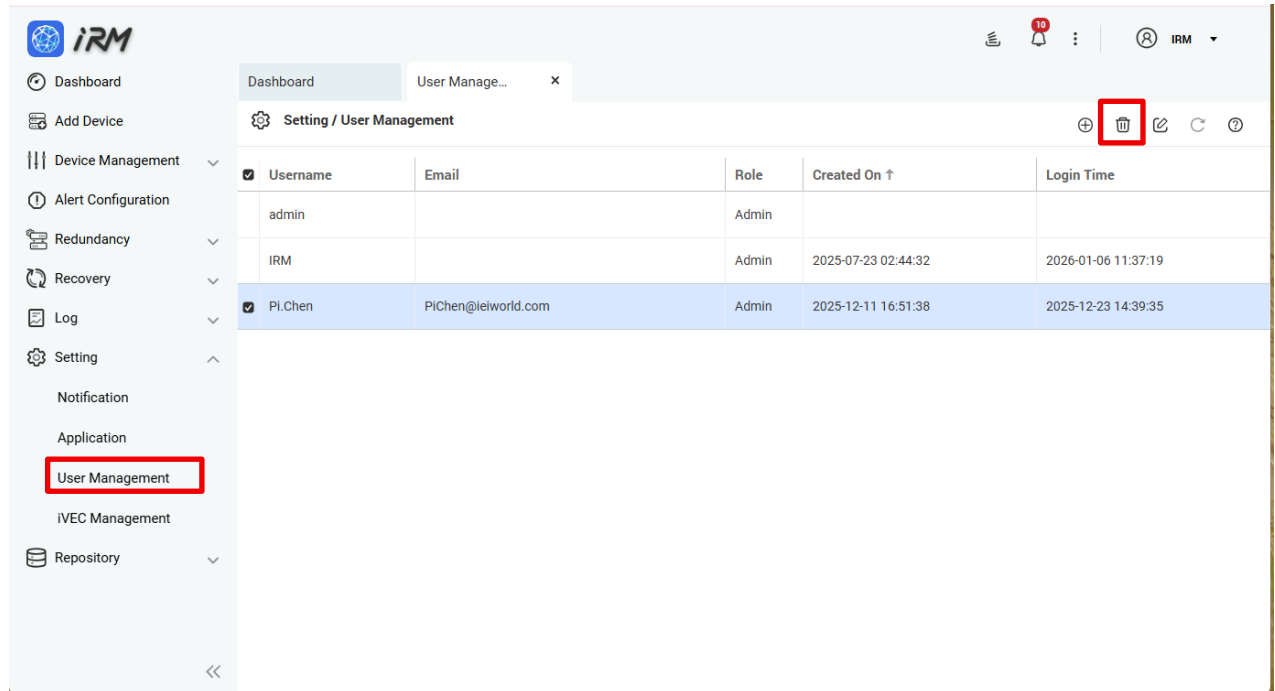 iRM
10
IRM
Dashboard
Add Device
Device Management
Alert Configuration
Redundancy
Recovery
Log
Setting
Notification
Application
User Management
iVEC Management
Repository
Dashboard
User Manage... ×
Setting / User Management
Username Email Role Created On ↑ Login Time
admin Admin
IRM Admin 2025-07-23 02:44:32 2026-01-06 11:37:19
Pi.Chen PiChen@ieiworld.com Admin 2025-12-11 16:51:38 2025-12-23 14:39:35